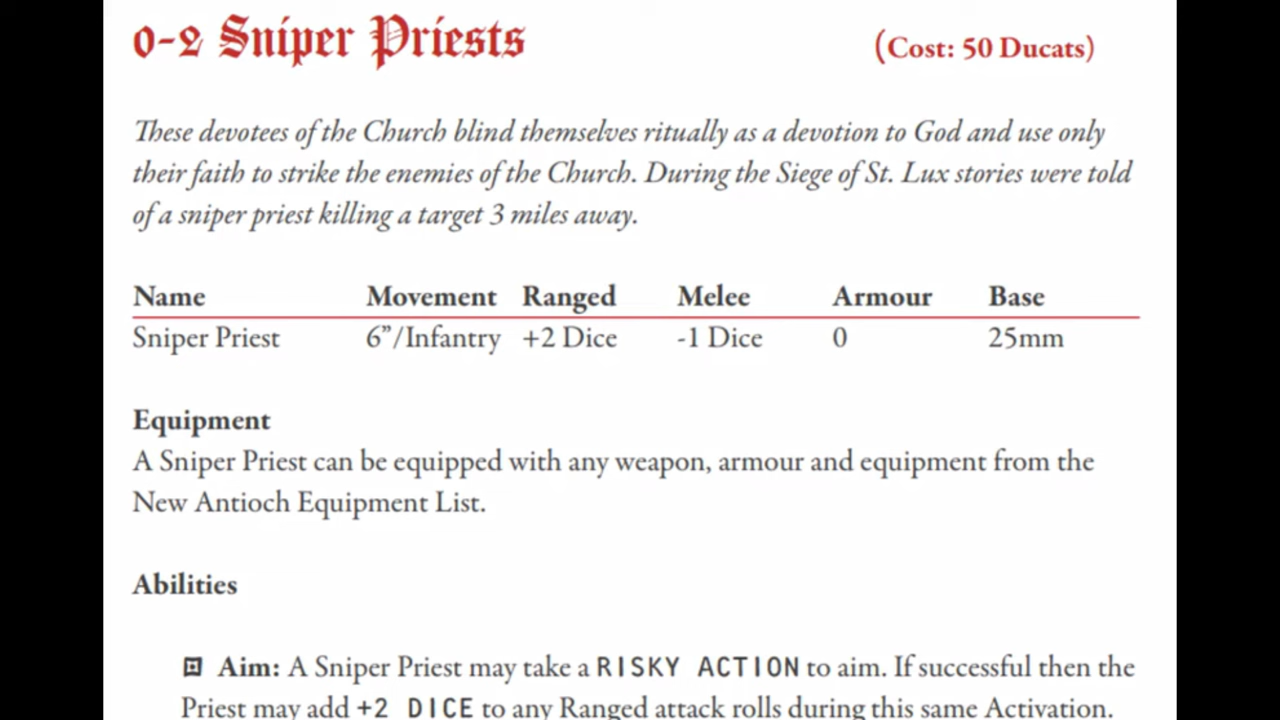 0-2 Sniper Priests (Cost: 50 Ducats)
These devotees of the Church blind themselves ritually as a devotion to God and use only
their faith to strike the enemies of the Church. During the Siege of St. Lux stories were told
of a sniper priest killing a target 3 miles away.
Name Movement Ranged Melee Armour Base
Sniper Priest 6”/Infantry +2 Dice -1 Dice 0 25mm
Equipment
A Sniper Priest can be equipped with any weapon, armour and equipment from the
New Antioch Equipment List.
Abilities
Aim: A Sniper Priest may take a RISKY ACTION to aim. If successful then the
Priest may add +2 DICE to any Ranged attack rolls during this same Activation.